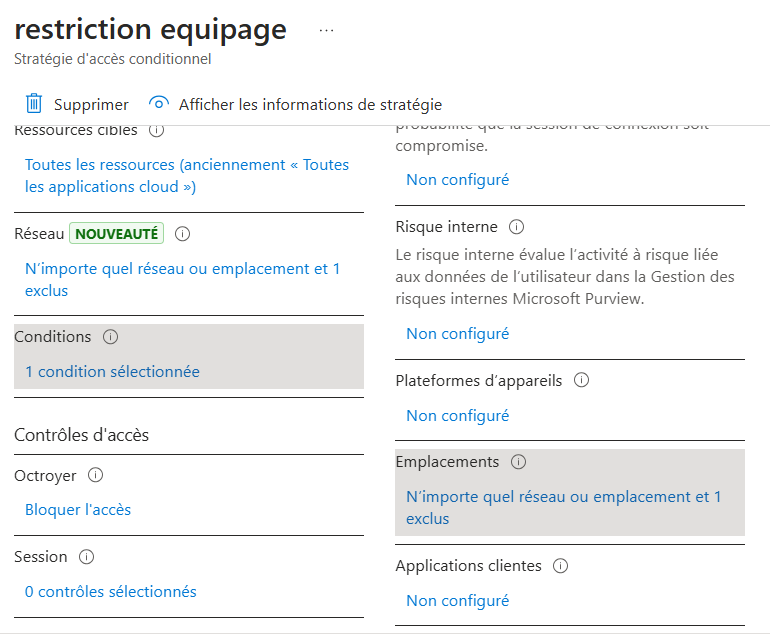 restriction equipage ...
Stratégie d'accès conditionnel
Supprimer
Afficher les informations de stratégie
Ressources cibles
Toutes les ressources (anciennement « Toutes
les applications cloud »)
Réseau NOUVEAUTÉ
N'importe quel réseau ou emplacement et 1
exclus
Conditions
1 condition sélectionnée
Contrôles d'accès
Octroyer
Bloquer l'accès
Session
0 contrôles sélectionnés
probabilité que la session de connexion soit
compromise.
Non configuré
Risque interne
Le risque interne évalue l'activité à risque liée
aux données de l'utilisateur dans la Gestion des
risques internes Microsoft Purview.
Non configuré
Plateformes d'appareils
Non configuré
Emplacements
N'importe quel réseau ou emplacement et 1
exclus
Applications clientes
Non configuré